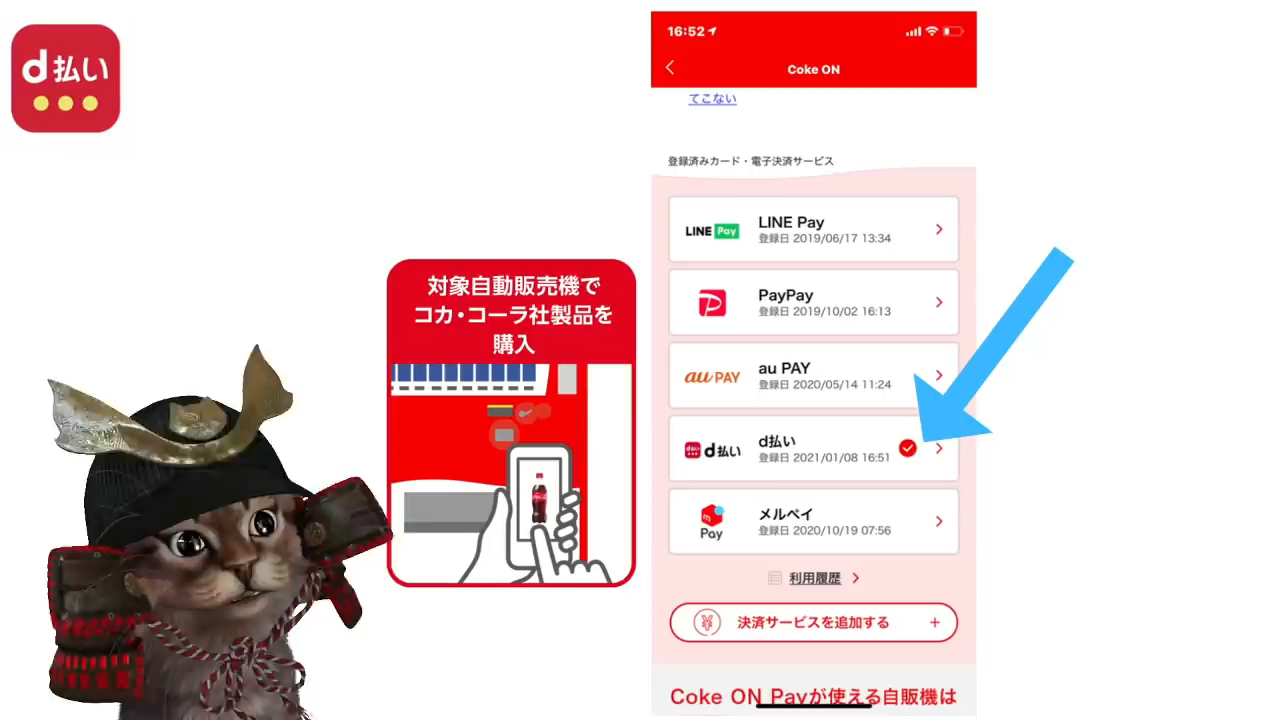 d払い
対象自動販売機で
コカ・コーラ社製品を
購入
16:52
Coke ON
てこない
登録済みカード・電子決済サービス
LINE Pay
LINE Pay
登録日 2019/06/17 13:34
PayPay
登録日 2019/10/02 16:13
au PAY
au PAY
登録日 2020/05/14 11:24
d払い
d払い
登録日 2021/01/08 16:51
Pay
メルペイ
登録日 2020/10/19 07:56
利用履歴
決済サービスを追加する
Coke ON Payが使える自販機は